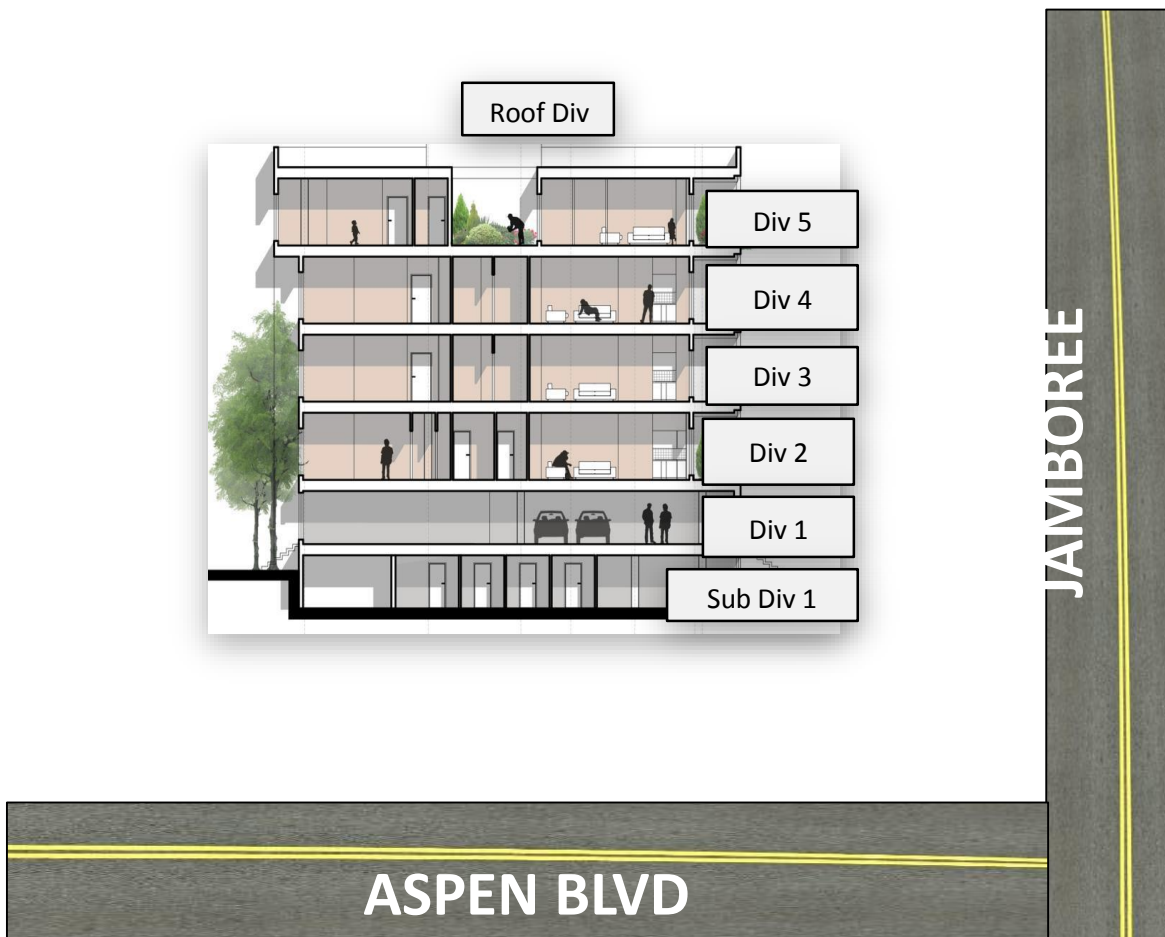 Roof Div
Div 5
Div 4
Div 3
Div 2
Div 1
Sub Div 1
JAMBOREE
ASPEN BLVD